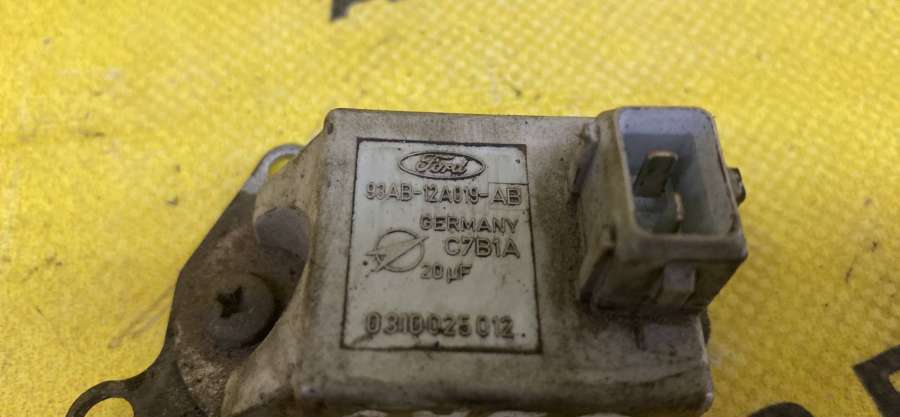 Ford
93AB-12A019-AB
GERMANY
C7B1A
20 µF
0310025012